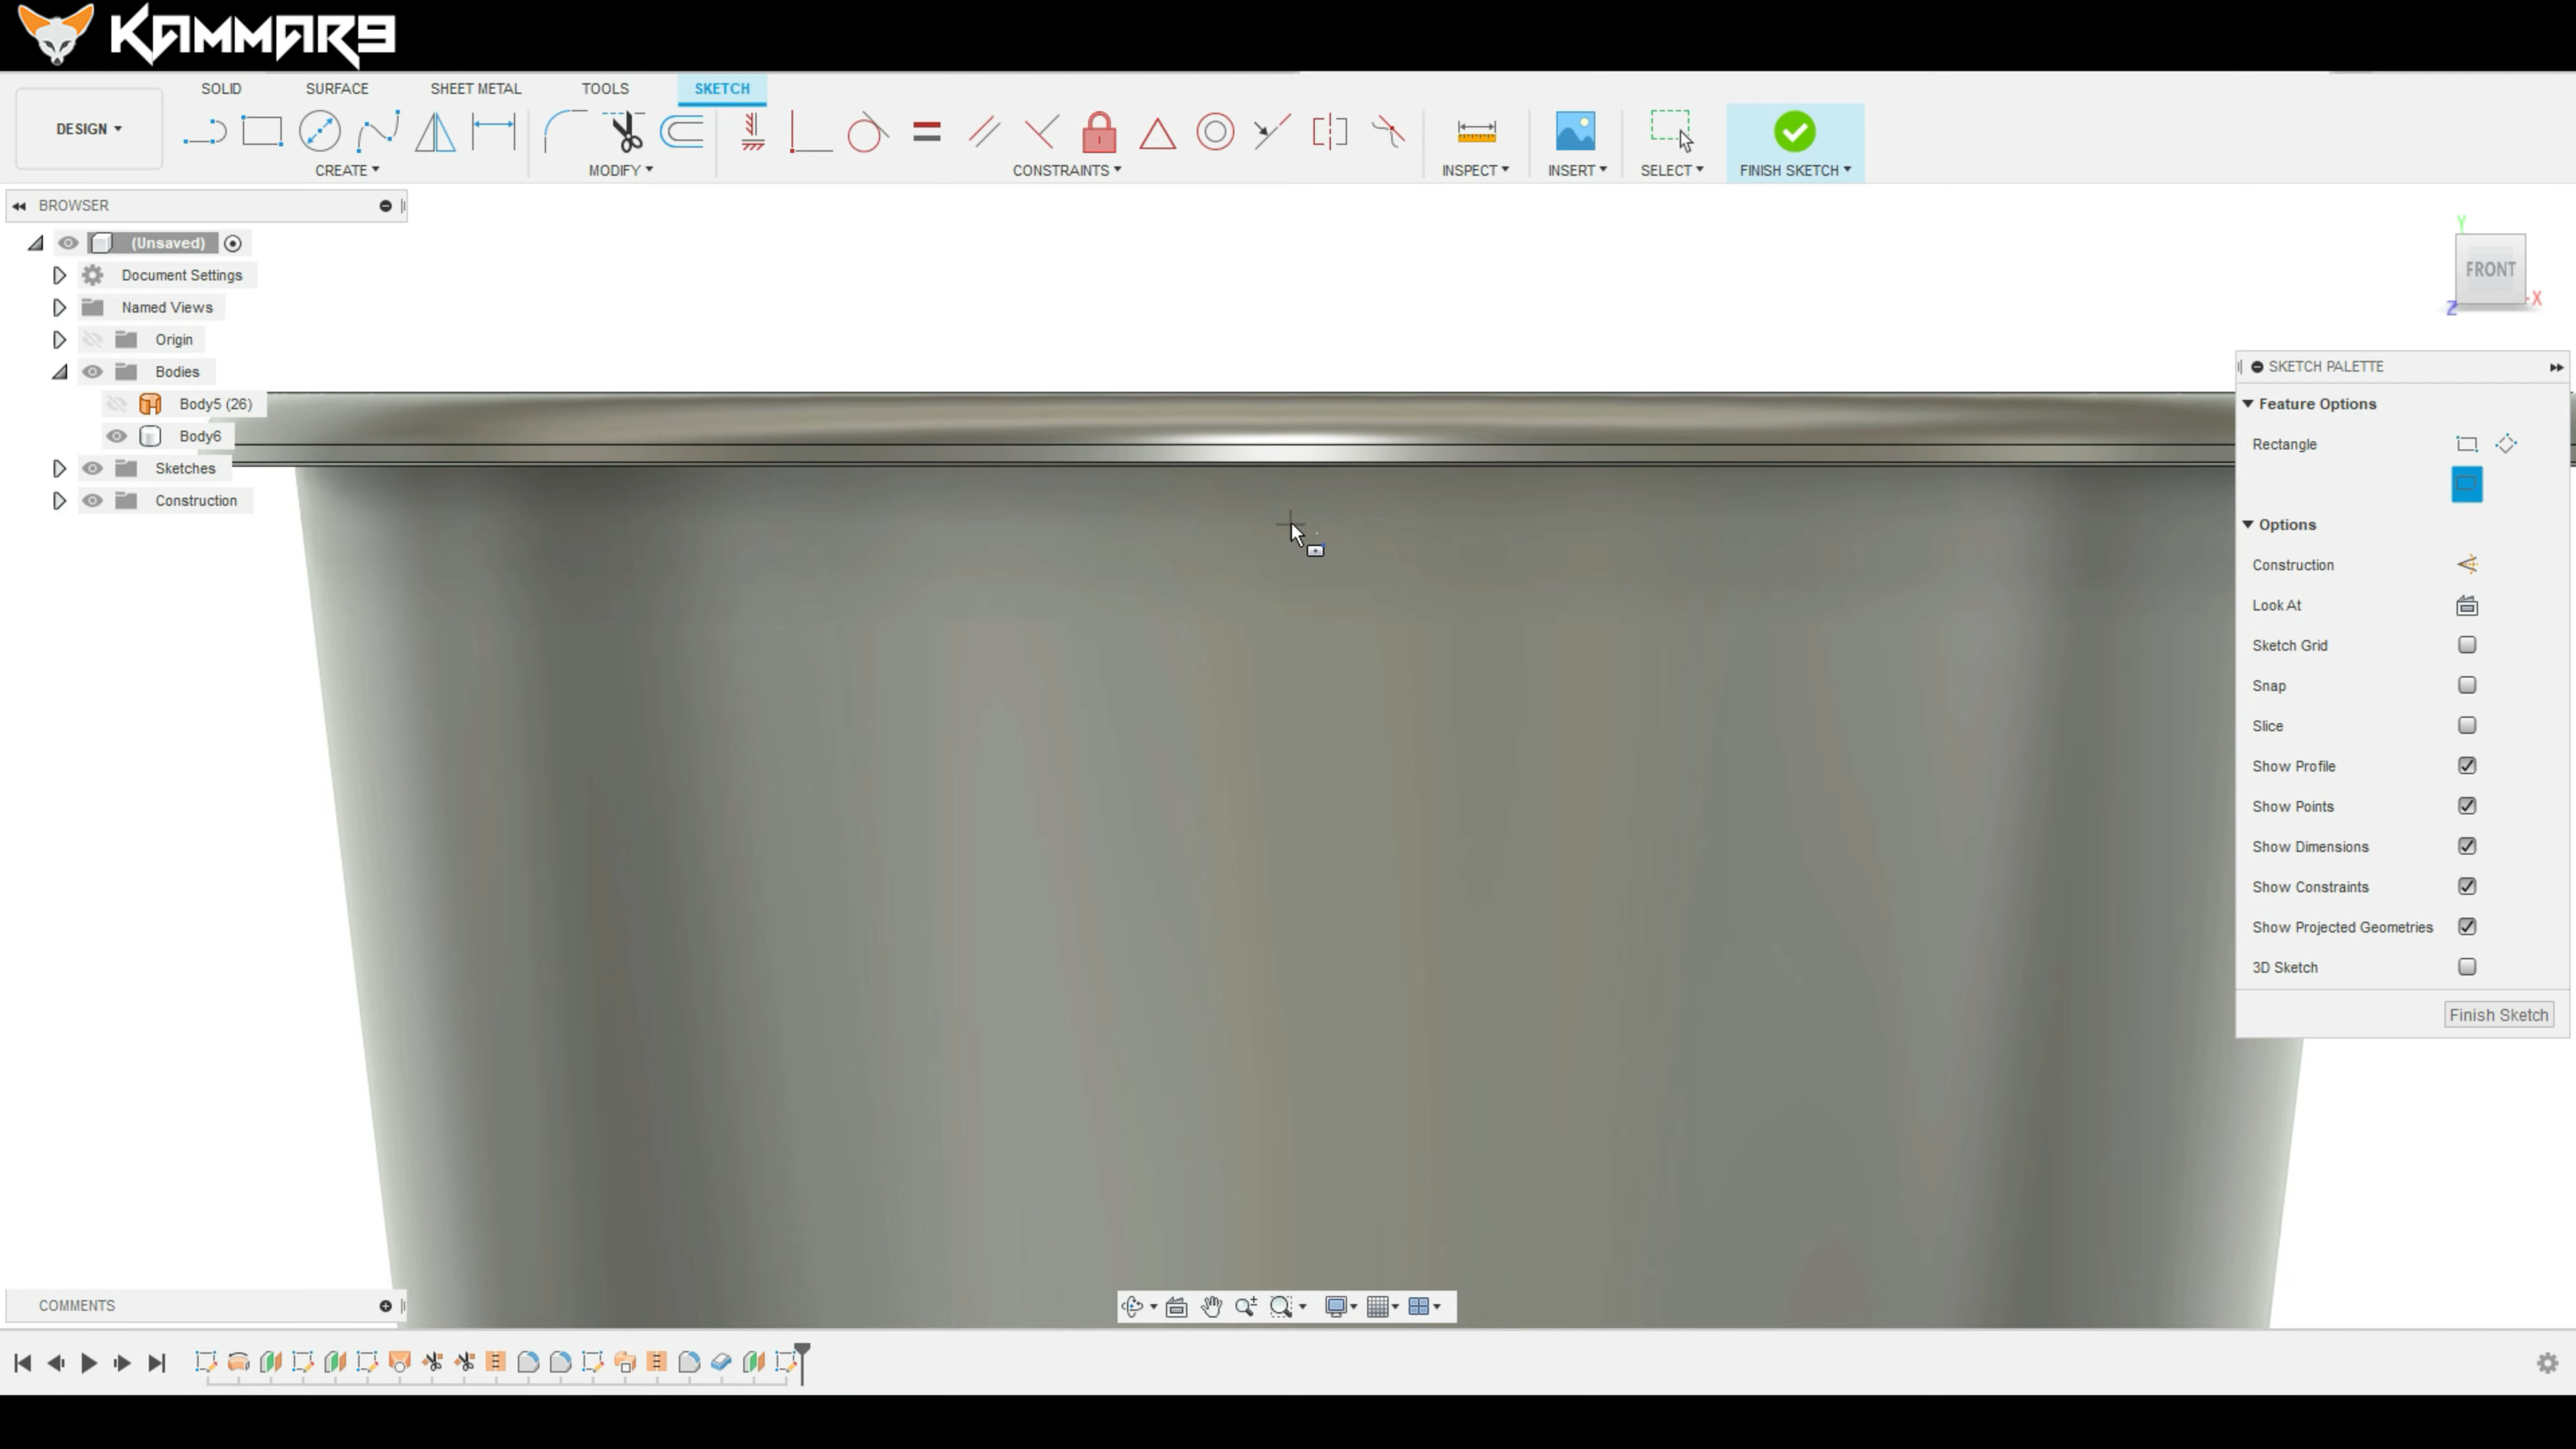 KAMMAR9
SOLID SURFACE SHEET METAL TOOLS SKETCH
DESIGN
CREATE MODIFY CONSTRAINTS INSPECT INSERT SELECT FINISH SKETCH
BROWSER
(Unsaved)
Document Settings
Named Views
Origin
Bodies
Body5 (26)
Body6
Sketches
Construction
Y
FRONT
Z
X
SKETCH PALETTE
Feature Options
Rectangle
Options
Construction
Look At
Sketch Grid
Snap
Slice
Show Profile
Show Points
Show Dimensions
Show Constraints
Show Projected Geometries
3D Sketch
Finish Sketch
COMMENTS